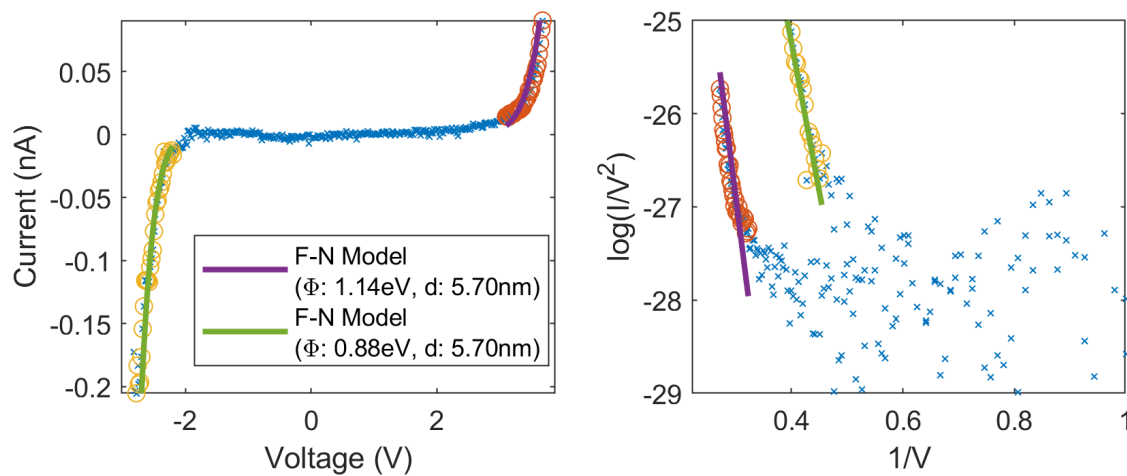 0.05
0
-0.05
-0.1
-0.15
-0.2
Current (nA)
-2
0
2
Voltage (V)
F-N Model
(Φ: 1.14eV, d: 5.70nm)
F-N Model
(Φ: 0.88eV, d: 5.70nm)
-25
-26
-27
-28
-29
log(I/V²)
0.4
0.6
0.8
1
1/V